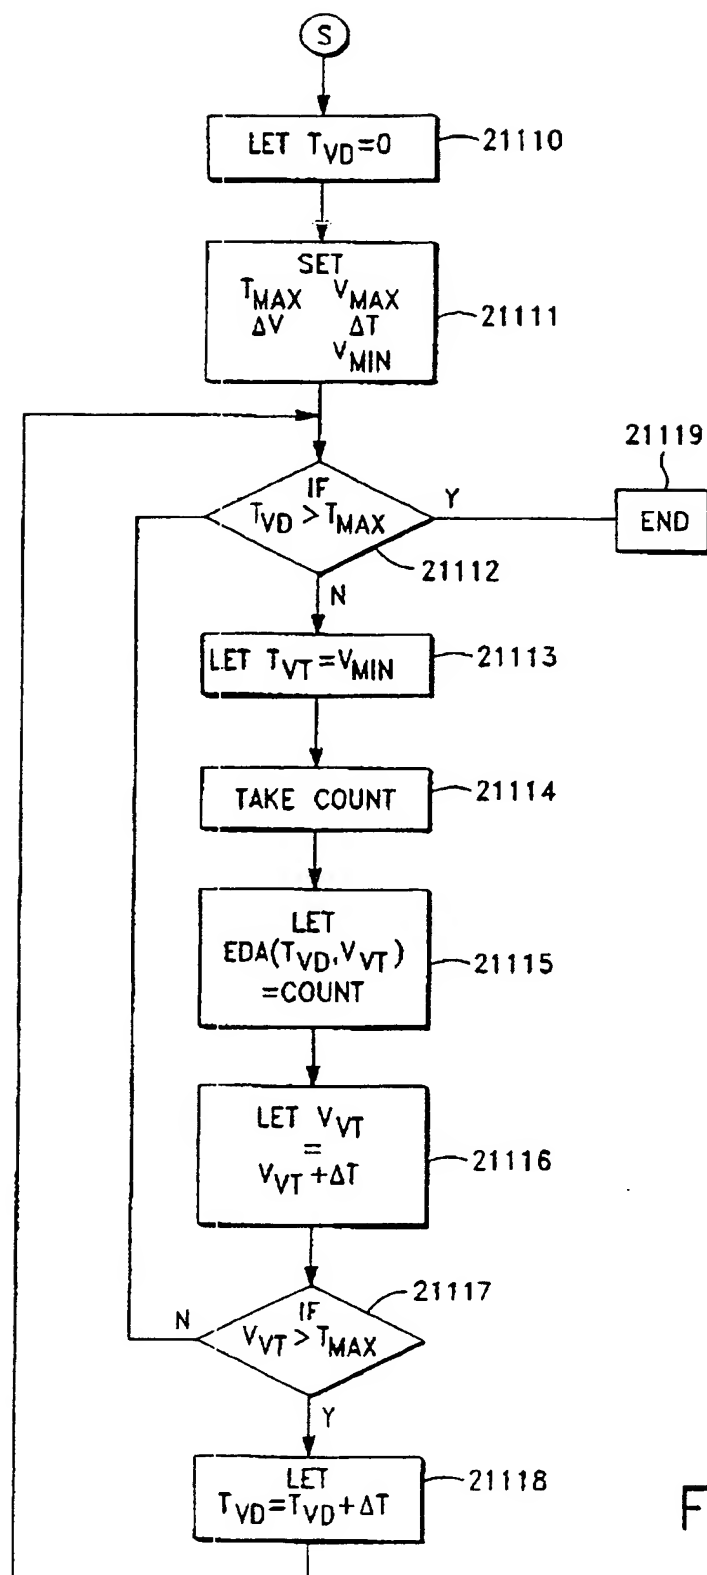 S
LET T_VD=0
21110
SET
T_MAX V_MAX
ΔV ΔT
V_MIN
21111
21119
IF
T_VD > T_MAX
Y
END
21112
N
LET T_VT=V_MIN
21113
TAKE COUNT
21114
LET
EDA(T_VD,V_VT)
=COUNT
21115
LET V_VT
=
V_VT+ΔT
21116
21117
N
IF
V_VT > T_MAX
Y
LET
T_VD=T_VD+ΔT
21118
F